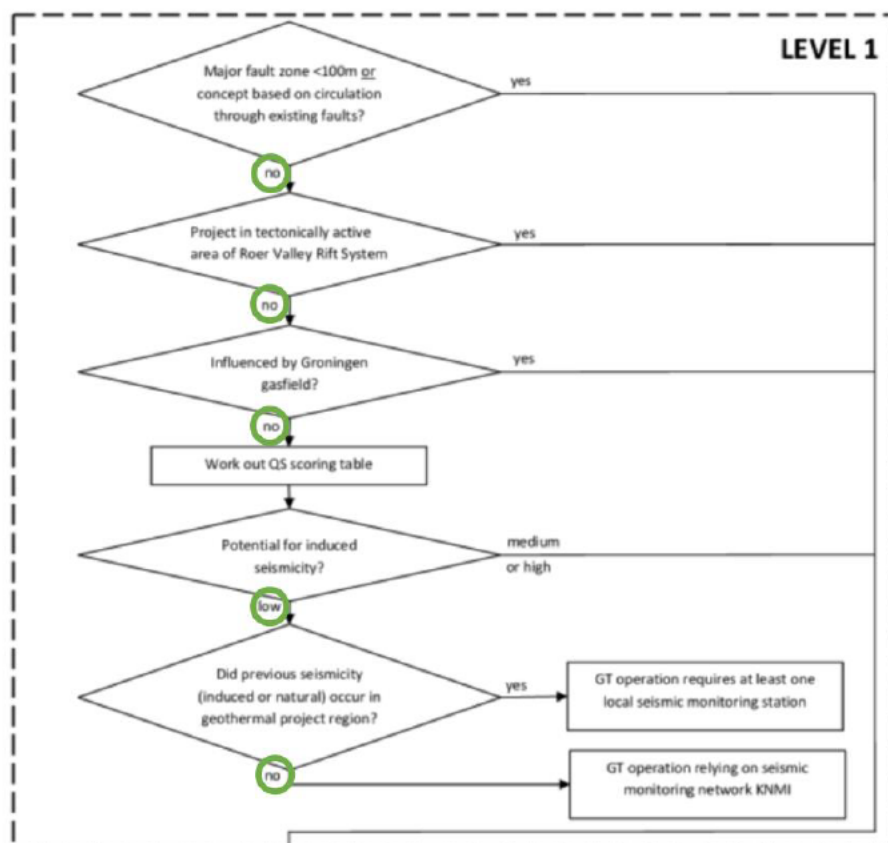 LEVEL 1
Major fault zone <100m or
concept based on circulation
through existing faults?
yes
no
Project in tectonically active
area of Roer Valley Rift System
yes
no
Influenced by Groningen
gasfield?
yes
no
Work out QS scoring table
Potential for induced
seismicity?
medium
or high
low
Did previous seismicity
(induced or natural) occur in
geothermal project region?
yes
GT operation requires at least one
local seismic monitoring station
no
GT operation relying on seismic
monitoring network KNMI